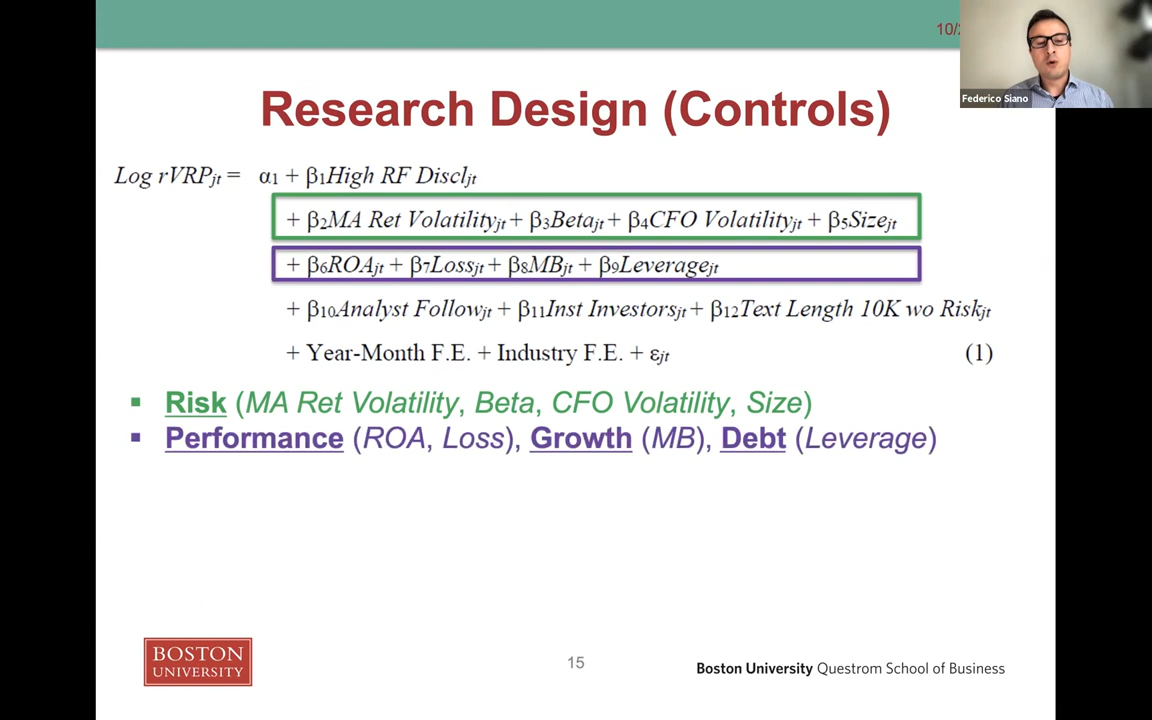 10/
Federico Siano
Research Design (Controls)
Log rVRPjt = α1 + β1High RF Discljt
+ β2MA Ret Volatilityjt + β3Betajt + β4CFO Volatilityjt + β5Sizejt
+ β6ROAjt + β7Lossjt + β8MBjt + β9Leveragejt
+ β10Analyst Followjt + β11Inst Investorsjt + β12Text Length 10K wo Riskjt
+ Year-Month F.E. + Industry F.E. + εjt (1)
▪ Risk (MA Ret Volatility, Beta, CFO Volatility, Size)
▪ Performance (ROA, Loss), Growth (MB), Debt (Leverage)
BOSTON
UNIVERSITY
15
Boston University Questrom School of Business